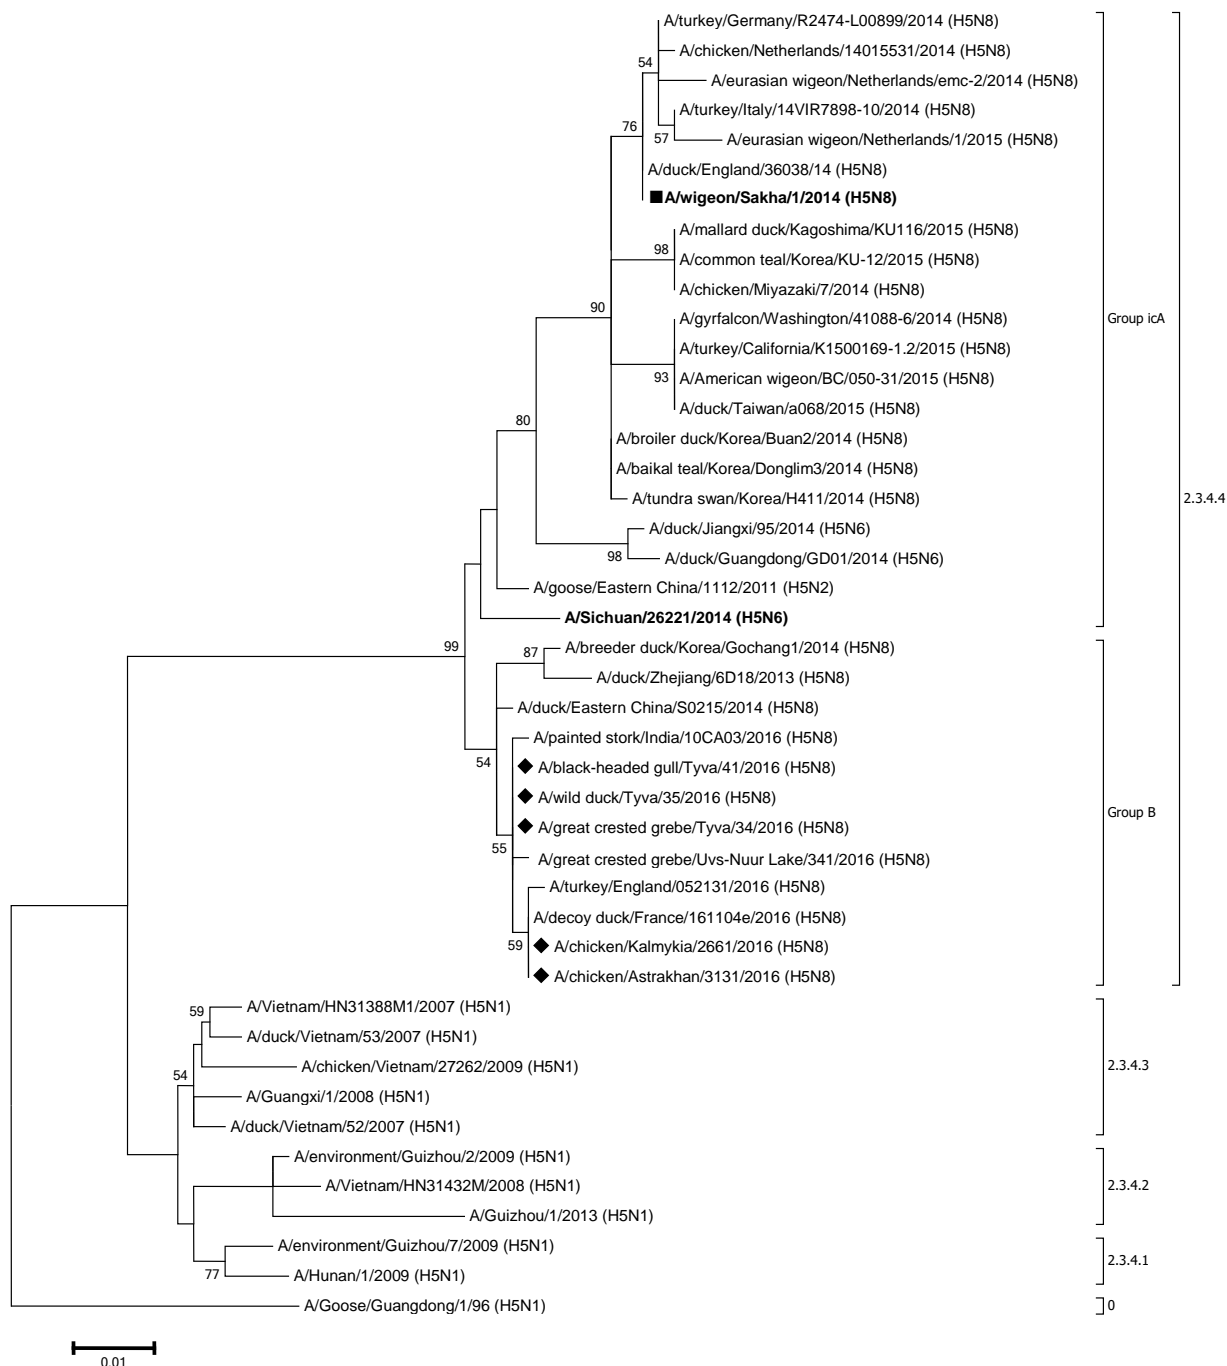 A/turkey/Germany/R2474-L00899/2014 (H5N8)
A/chicken/Netherlands/14015531/2014 (H5N8)
54
A/eurasian wigeon/Netherlands/emc-2/2014 (H5N8)
A/turkey/Italy/14VIR7898-10/2014 (H5N8)
76
57
A/eurasian wigeon/Netherlands/1/2015 (H5N8)
A/duck/England/36038/14 (H5N8)
A/wigeon/Sakha/1/2014 (H5N8)
A/mallard duck/Kagoshima/KU116/2015 (H5N8)
98
A/common teal/Korea/KU-12/2015 (H5N8)
A/chicken/Miyazaki/7/2014 (H5N8)
90
A/gyrfalcon/Washington/41088-6/2014 (H5N8)
Group icA
A/turkey/California/K1500169-1.2/2015 (H5N8)
93
A/American wigeon/BC/050-31/2015 (H5N8)
A/duck/Taiwan/a068/2015 (H5N8)
80
A/broiler duck/Korea/Buan2/2014 (H5N8)
A/baikal teal/Korea/Donglim3/2014 (H5N8)
A/tundra swan/Korea/H411/2014 (H5N8)
2.3.4.4
A/duck/Jiangxi/95/2014 (H5N6)
98
A/duck/Guangdong/GD01/2014 (H5N6)
A/goose/Eastern China/1112/2011 (H5N2)
A/Sichuan/26221/2014 (H5N6)
99
A/breeder duck/Korea/Gochang1/2014 (H5N8)
87
A/duck/Zhejiang/6D18/2013 (H5N8)
A/duck/Eastern China/S0215/2014 (H5N8)
A/painted stork/India/10CA03/2016 (H5N8)
54
A/black-headed gull/Tyva/41/2016 (H5N8)
A/wild duck/Tyva/35/2016 (H5N8)
Group B
A/great crested grebe/Tyva/34/2016 (H5N8)
55
A/great crested grebe/Uvs-Nuur Lake/341/2016 (H5N8)
A/turkey/England/052131/2016 (H5N8)
A/decoy duck/France/161104e/2016 (H5N8)
59
A/chicken/Kalmykia/2661/2016 (H5N8)
A/chicken/Astrakhan/3131/2016 (H5N8)
A/Vietnam/HN31388M1/2007 (H5N1)
59
A/duck/Vietnam/53/2007 (H5N1)
A/chicken/Vietnam/27262/2009 (H5N1)
2.3.4.3
54
A/Guangxi/1/2008 (H5N1)
A/duck/Vietnam/52/2007 (H5N1)
A/environment/Guizhou/2/2009 (H5N1)
A/Vietnam/HN31432M/2008 (H5N1)
2.3.4.2
A/Guizhou/1/2013 (H5N1)
A/environment/Guizhou/7/2009 (H5N1)
2.3.4.1
77
A/Hunan/1/2009 (H5N1)
A/Goose/Guangdong/1/96 (H5N1)
0
0.01